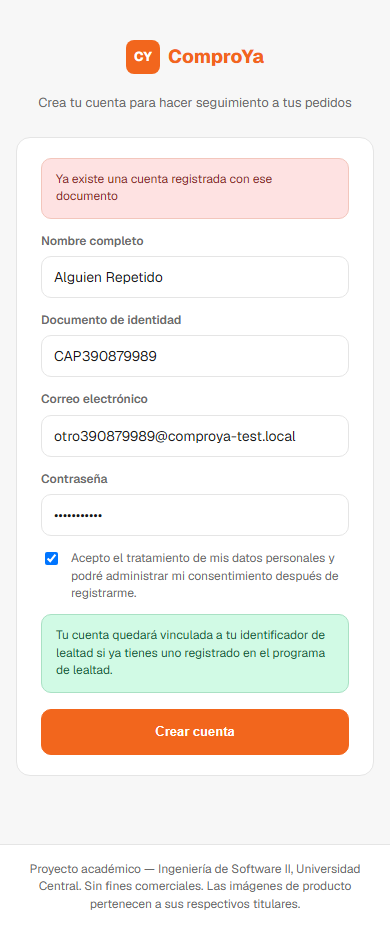 CY ComproYa
Crea tu cuenta para hacer seguimiento a tus pedidos
Ya existe una cuenta registrada con ese
documento
Nombre completo
Alguien Repetido
Documento de identidad
CAP390879989
Correo electrónico
otro390879989@comproya-test.local
Contraseña
•••••••••••
Acepto el tratamiento de mis datos personales y
podré administrar mi consentimiento después de
registrarme.
Tu cuenta quedará vinculada a tu identificador de
lealtad si ya tienes uno registrado en el programa
de lealtad.
Crear cuenta
Proyecto académico — Ingeniería de Software II, Universidad
Central. Sin fines comerciales. Las imágenes de producto
pertenecen a sus respectivos titulares.